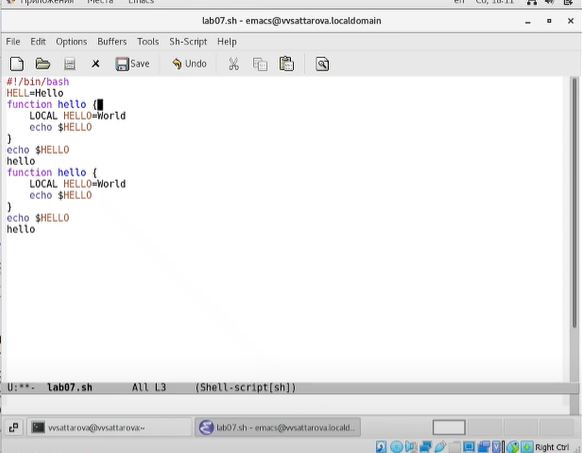 Приложения Места Emacs en Сб, 18:11
lab07.sh - emacs@vvsattarova.localdomain
File Edit Options Buffers Tools Sh-Script Help
Save Undo
#!/bin/bash
HELL=Hello
function hello {
LOCAL HELLO=World
echo $HELLO
}
echo $HELLO
hello
function hello {
LOCAL HELLO=World
echo $HELLO
}
echo $HELLO
hello
U:**- lab07.sh All L3 (Shell-script[sh])
vvsattarova@vvsattarova:~ lab07.sh - emacs@vvsattarova.locald...
Right Ctrl